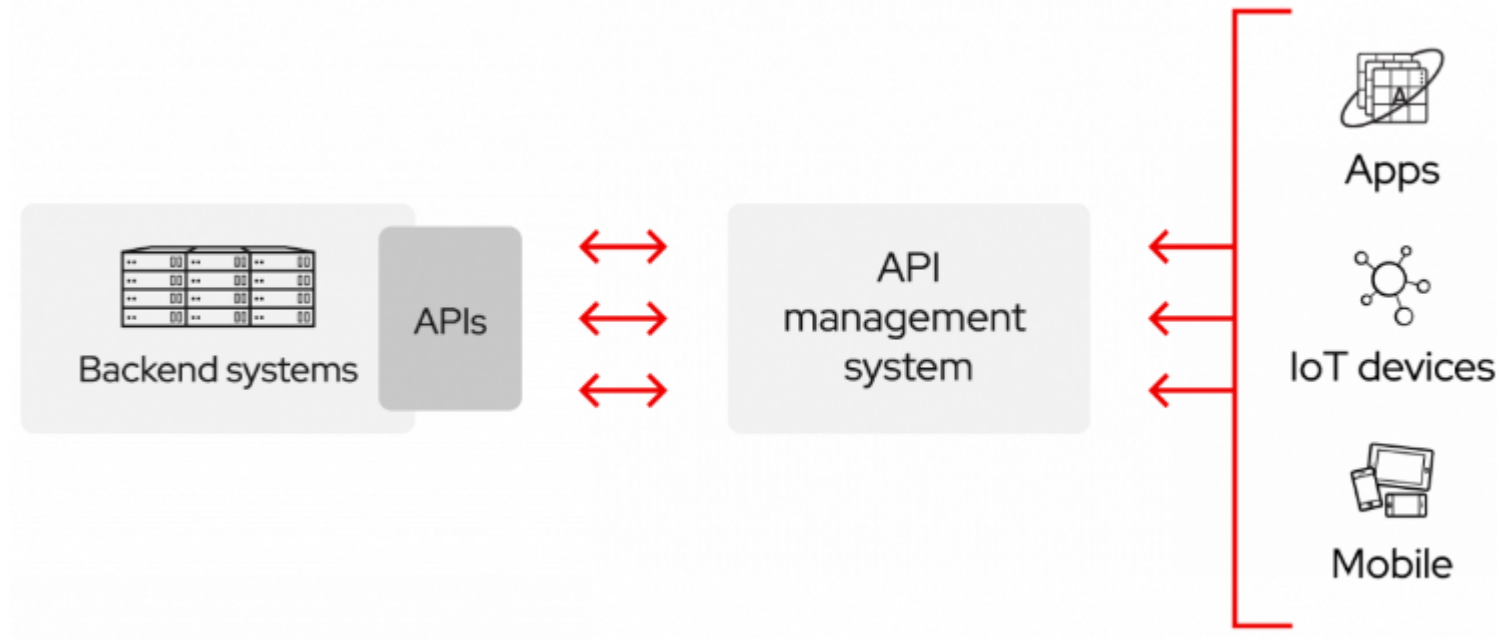 Backend systems
APIs
API
management
system
A
Apps
IoT devices
Mobile